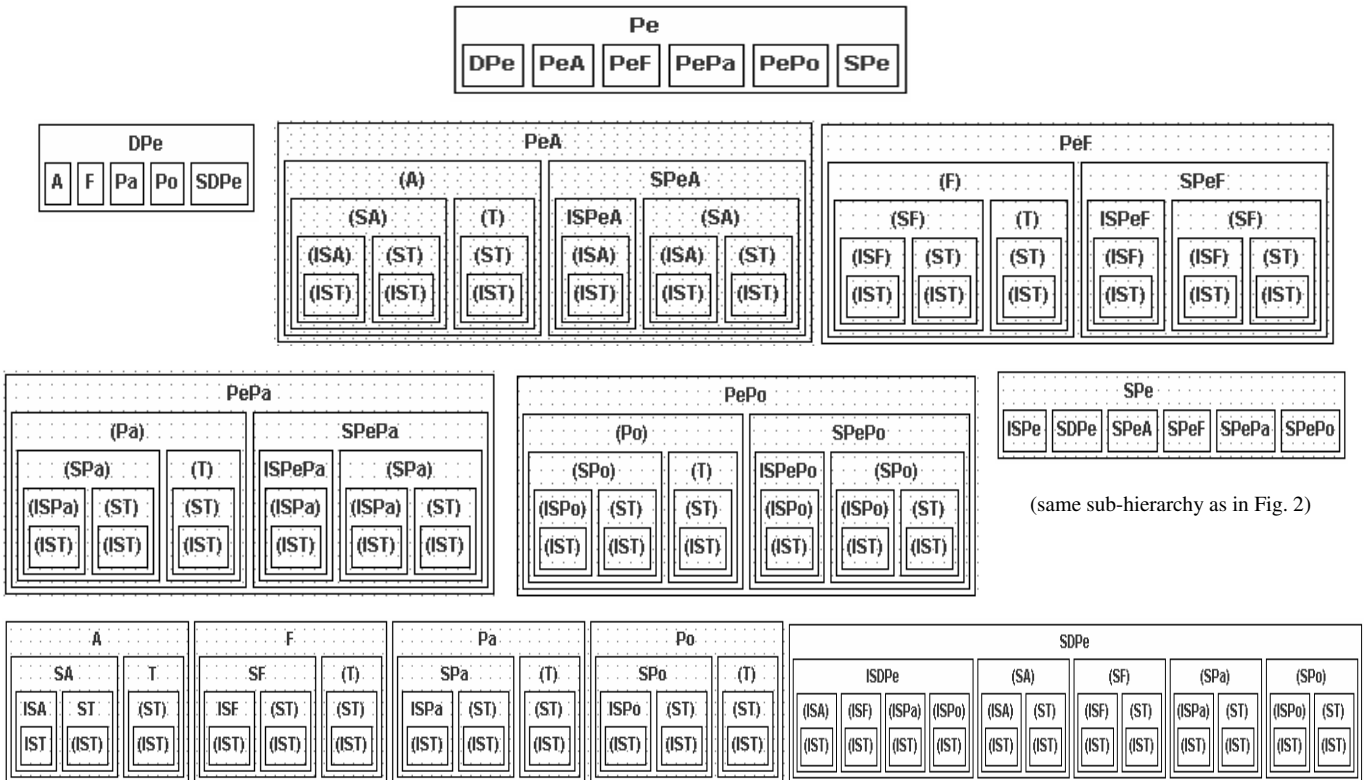 Pe
DPe PeA PeF PePa PePo SPe
DPe
A F Pa Po SDPe
PeA
(A) SPeA
(SA) (T) ISPeA (SA)
(ISA) (ST) (ST) (ISA) (ISA) (ST)
(IST) (IST) (IST) (IST) (IST) (IST)
PeF
(F) SPeF
(SF) (T) ISPeF (SF)
(ISF) (ST) (ST) (ISF) (ISF) (ST)
(IST) (IST) (IST) (IST) (IST) (IST)
PePa
(Pa) SPePa
(SPa) (T) ISPePa (SPa)
(ISPa) (ST) (ST) (ISPa) (ISPa) (ST)
(IST) (IST) (IST) (IST) (IST) (IST)
PePo
(Po) SPePo
(SPo) (T) ISPePo (SPo)
(ISPo) (ST) (ST) (ISPo) (ISPo) (ST)
(IST) (IST) (IST) (IST) (IST) (IST)
SPe
ISPe SDPe SPeA SPeF SPePa SPePo
(same sub-hierarchy as in Fig. 2)
A
SA T
ISA ST (ST)
IST (IST) (IST)
F
SF (T)
ISF (ST) (ST)
(IST) (IST) (IST)
Pa
SPa (T)
ISPa (ST) (ST)
(IST) (IST) (IST)
Po
SPo (T)
ISPo (ST) (ST)
(IST) (IST) (IST)
SDPe
ISDPe (SA) (SF) (SPa) (SPo)
(ISA) (ISF) (ISPa) (ISPo) (ISA) (ST) (ISF) (ST) (ISPa) (ST) (ISPo) (ST)
(IST) (IST) (IST) (IST) (IST) (IST) (IST) (IST) (IST) (IST) (IST) (IST)